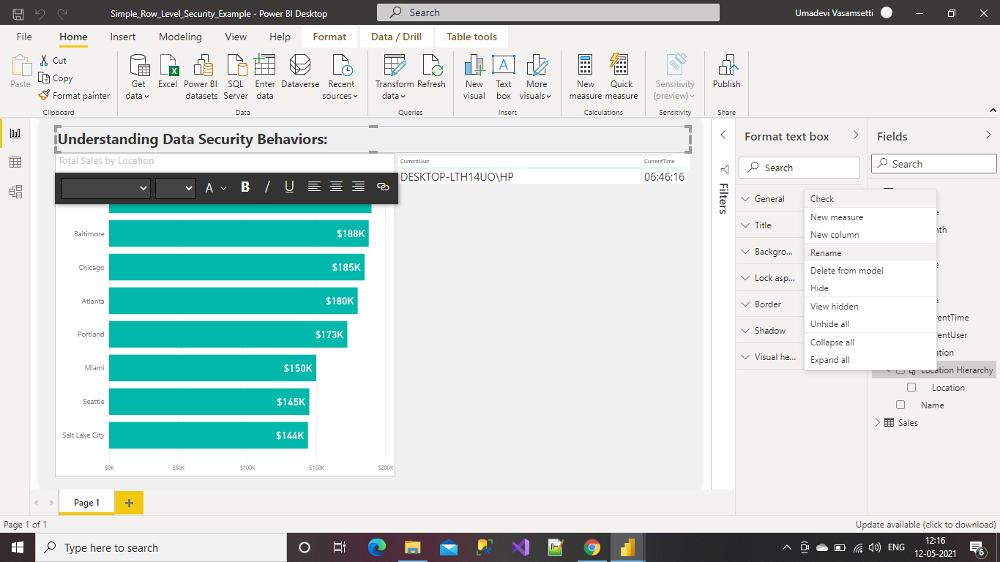 Simple_Row_Level_Security_Example - Power BI Desktop
Search
Umadevi Vasamsetti
File Home Insert Modeling View Help Format Data / Drill Table tools
Paste
Cut
Copy
Format painter
Clipboard
Get data
Excel
Power BI datasets
SQL Server
Enter data
Dataverse
Recent sources
Data
Transform data
Refresh
Queries
New visual
Text box
More visuals
Insert
New measure
Quick measure
Calculations
Sensitivity (preview)
Sensitivity
Publish
Share
Understanding Data Security Behaviors:
Total Sales by Location
A B / U
Baltimore $188K
Chicago $185K
Atlanta $180K
Portland $173K
Miami $150K
Seattle $145K
Salt Lake City $144K
$0K $50K $100K $150K $200K
CurrentUser CurrentTime
DESKTOP-LTH14UO\HP 06:46:16
Filters
Format text box
Search
General
Title
Backgro...
Lock asp...
Border
Shadow
Visual he...
Check
New measure
New column
Rename
Delete from model
Hide
View hidden
Unhide all
Collapse all
Expand all
Fields
Search
Location Hierarchy
Location
Name
Sales
Page 1
Page 1 of 1
Update available (click to download)
Type here to search
ENG
12:16
12-05-2021
6